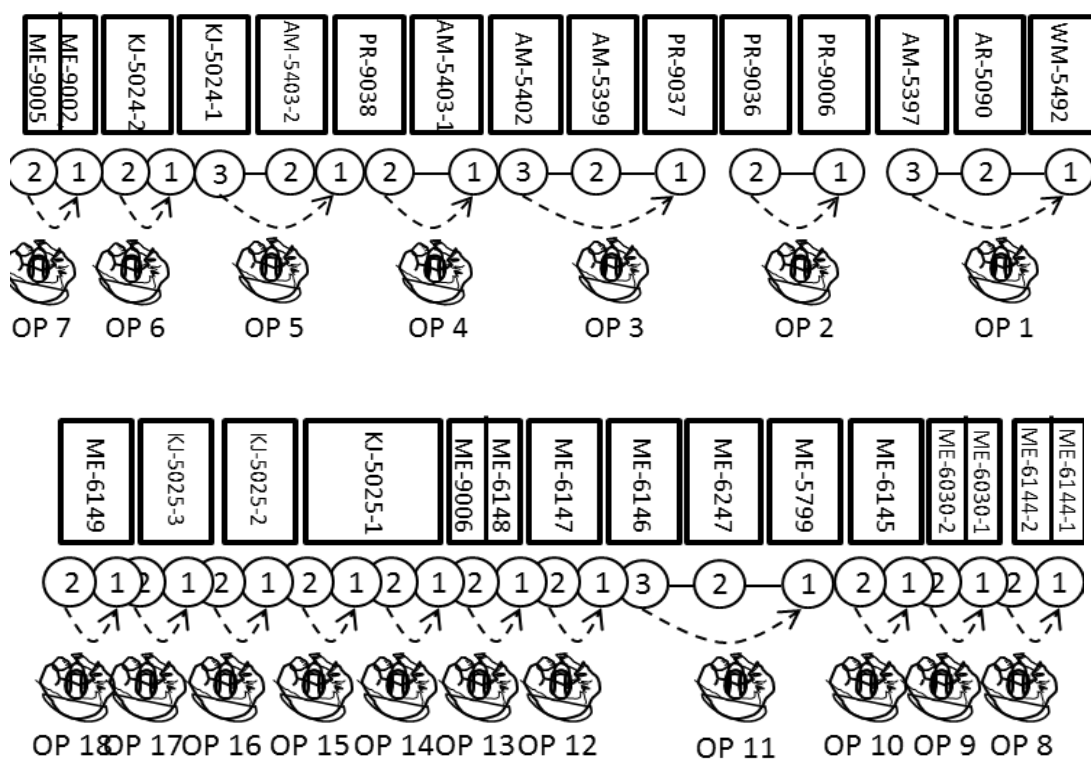 ME-9005 ME-9002 KJ-5024-2 KJ-5024-1 AM-5403-2 PR-9038 AM-5403-1 AM-5402 AM-5399 PR-9037 PR-9036 PR-9006 AM-5397 AR-5090 WM-5492
2 1 2 1 3 2 1 2 1 3 2 1 2 1 3 2 1
OP 7 OP 6 OP 5 OP 4 OP 3 OP 2 OP 1
ME-6149 KJ-5025-3 KJ-5025-2 KJ-5025-1 ME-9006 ME-6148 ME-6147 ME-6146 ME-6247 ME-5799 ME-6145 ME-6030-2 ME-6030-1 ME-6144-2 ME-6144-1
2 1 2 1 2 1 2 1 2 1 2 1 2 1 3 2 1 2 1 2 1 2 1
OP 18 OP 17 OP 16 OP 15 OP 14 OP 13 OP 12 OP 11 OP 10 OP 9 OP 8